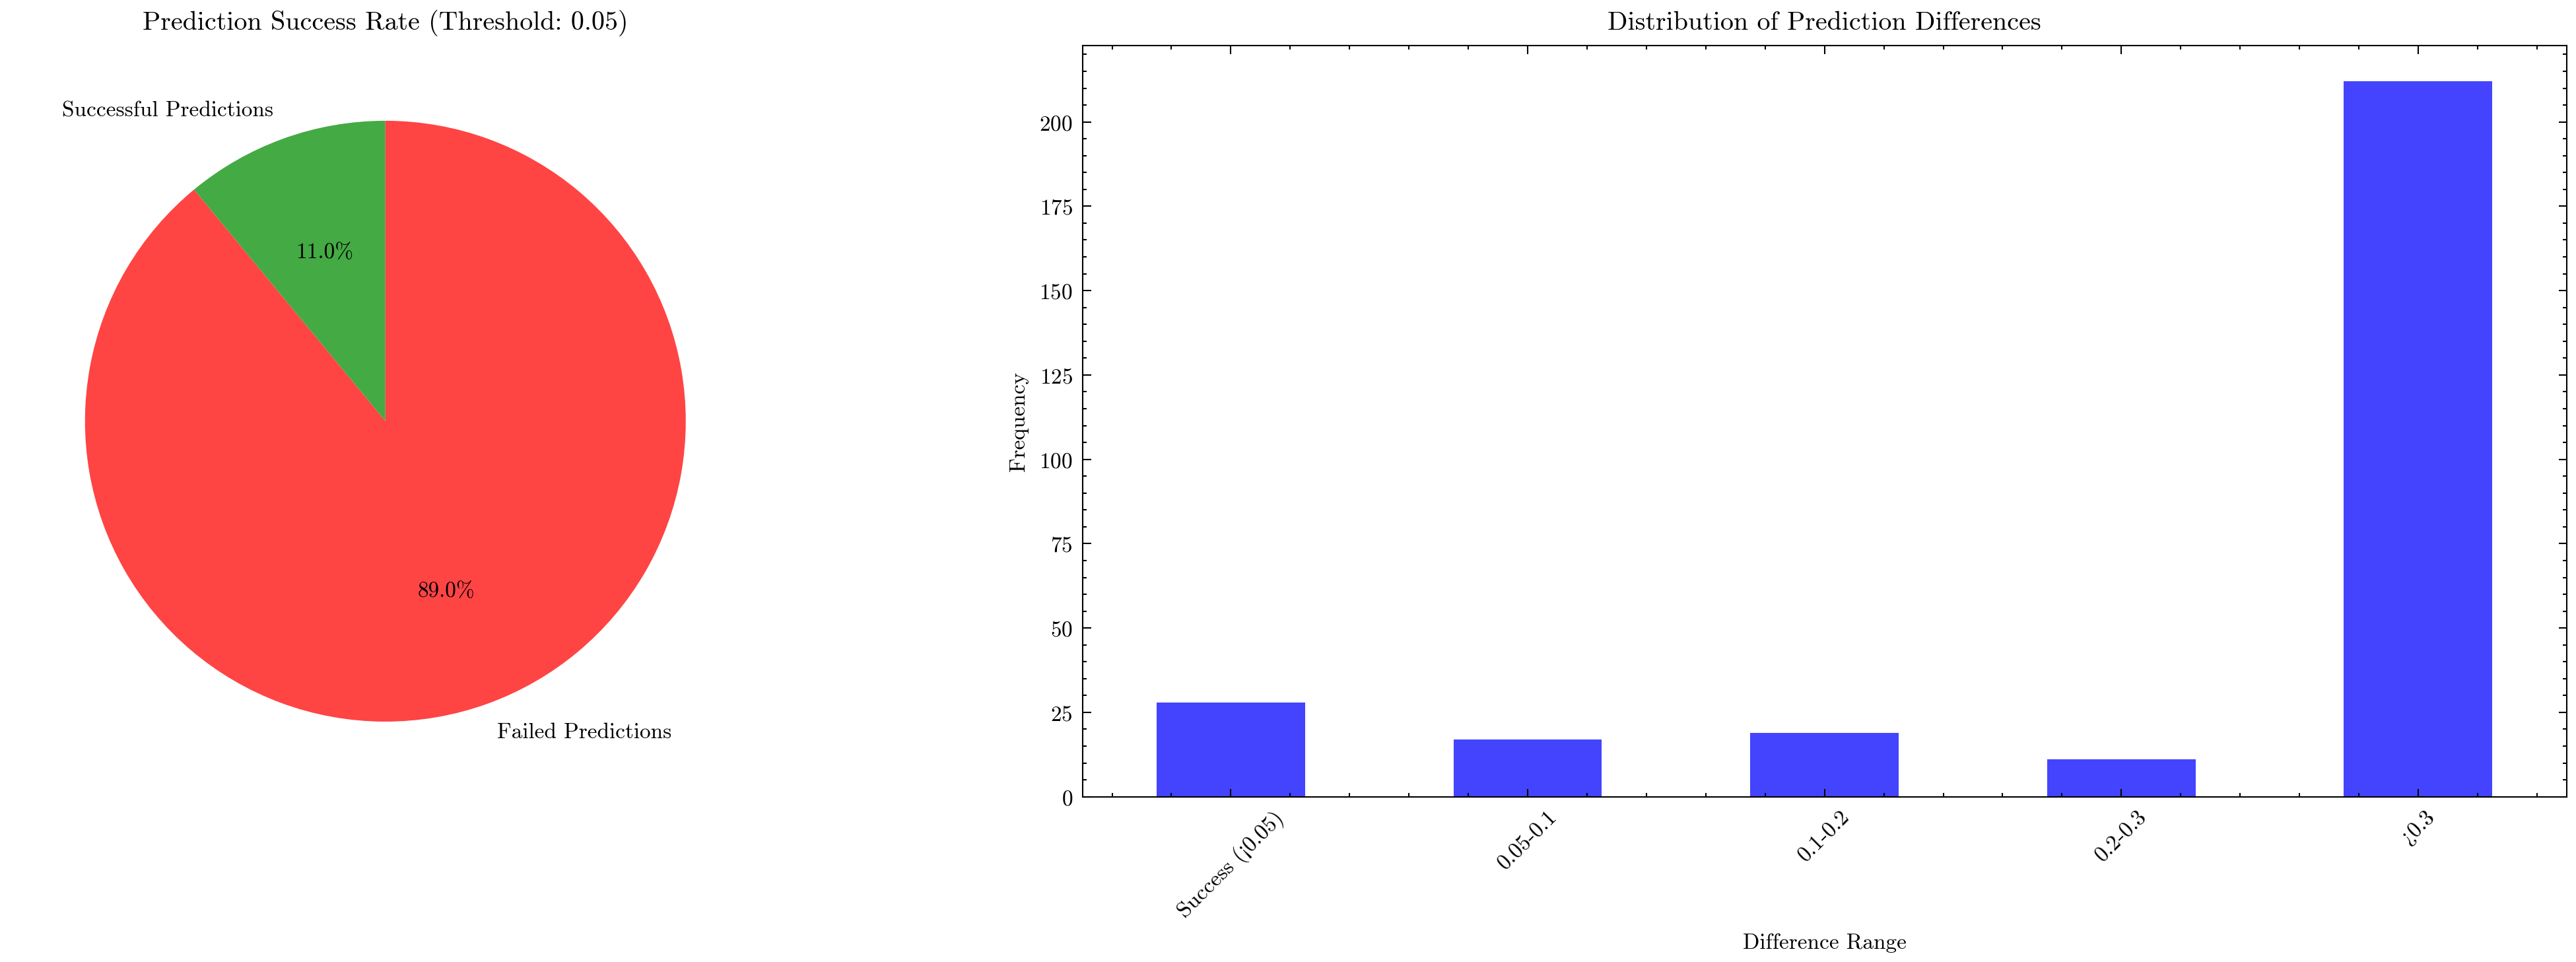 Prediction Success Rate (Threshold: 0.05)
Successful Predictions
11.0%
89.0%
Failed Predictions
Distribution of Prediction Differences
Frequency
200
175
150
125
100
75
50
25
0
Success (¡0.05)
0.05-0.1
0.1-0.2
0.2-0.3
¿0.3
Difference Range